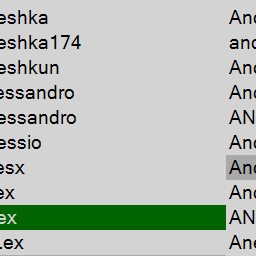 eshka And
eshka174 and
eshkun And
essandro And
essandro AN
essio And
esx And
ex And
ex AN
.ex Ane